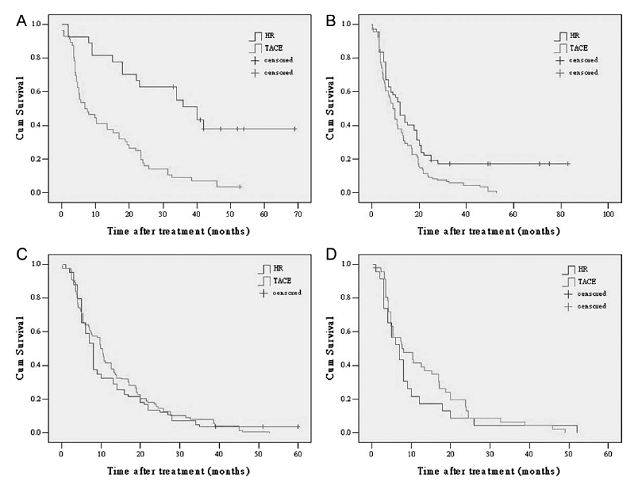 A
1.0
0.8
0.6
0.4
0.2
0.0
Cum Survival
HR
TACE
censored
censored
0 10 20 30 40 50 60 70
Time after treatment (months)
B
1.0
0.8
0.6
0.4
0.2
0.0
Cum Survival
HR
TACE
censored
censored
0 20 40 60 80 100
Time after treatment (months)
C
1.0
0.8
0.6
0.4
0.2
0.0
Cum Survival
HR
TACE
censored
0 10 20 30 40 50 60
Time after treatment (months)
D
1.0
0.8
0.6
0.4
0.2
0.0
Cum Survival
HR
TACE
censored
censored
0 10 20 30 40 50 60
Time after treatment (months)